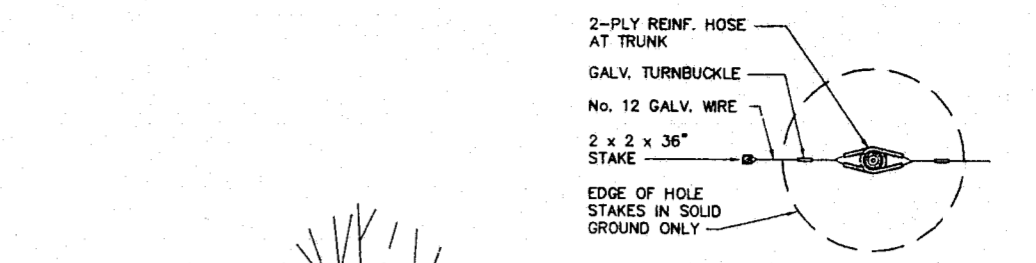 2-PLY REINF. HOSE
AT TRUNK
GALV. TURNBUCKLE
No. 12 GALV. WIRE
2 x 2 x 36"
STAKE
EDGE OF HOLE
STAKES IN SOLID
GROUND ONLY